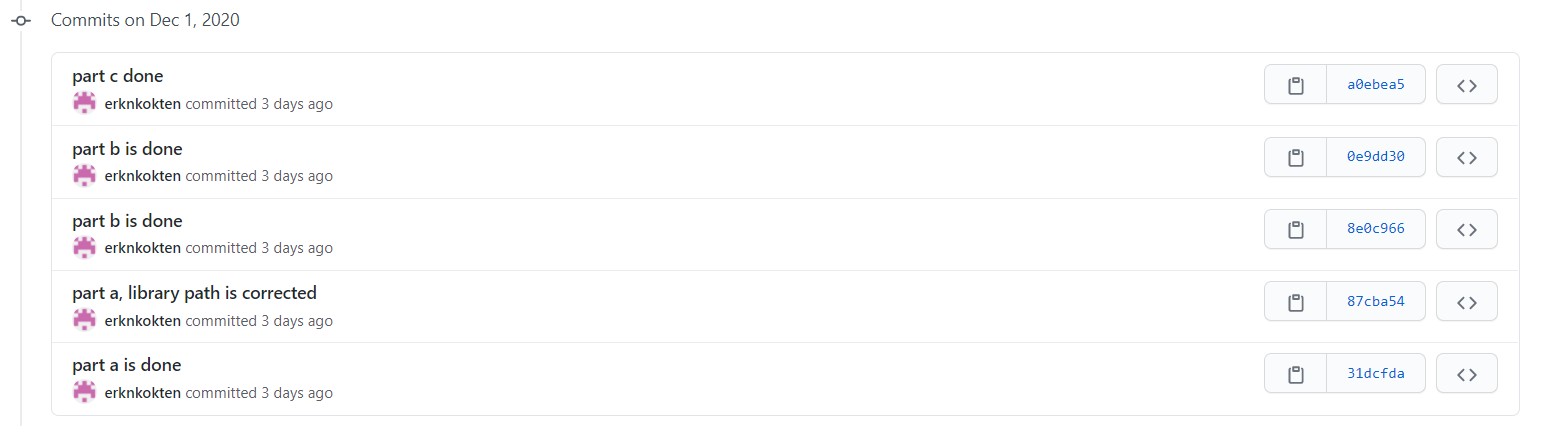 Commits on Dec 1, 2020
part c done
erknkokten committed 3 days ago
a0ebea5
part b is done
erknkokten committed 3 days ago
0e9dd30
part b is done
erknkokten committed 3 days ago
8e0c966
part a, library path is corrected
erknkokten committed 3 days ago
87cba54
part a is done
erknkokten committed 3 days ago
31dcfda